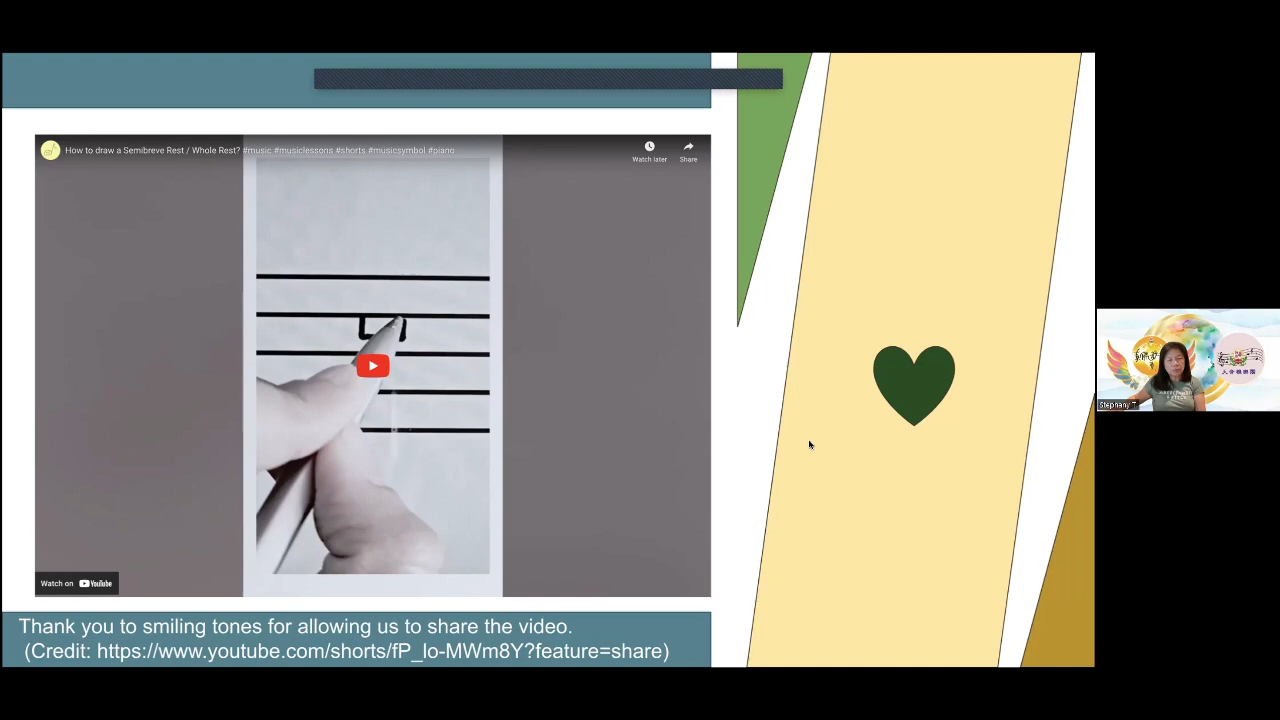 How to draw a Semibreve Rest / Whole Rest? #music #musiclessons #shorts #musicsymbol #piano
Watch later
Share
Watch on YouTube
Thank you to smiling tones for allowing us to share the video.
(Credit: https://www.youtube.com/shorts/fP_lo-MWm8Y?feature=share)
Stephany T